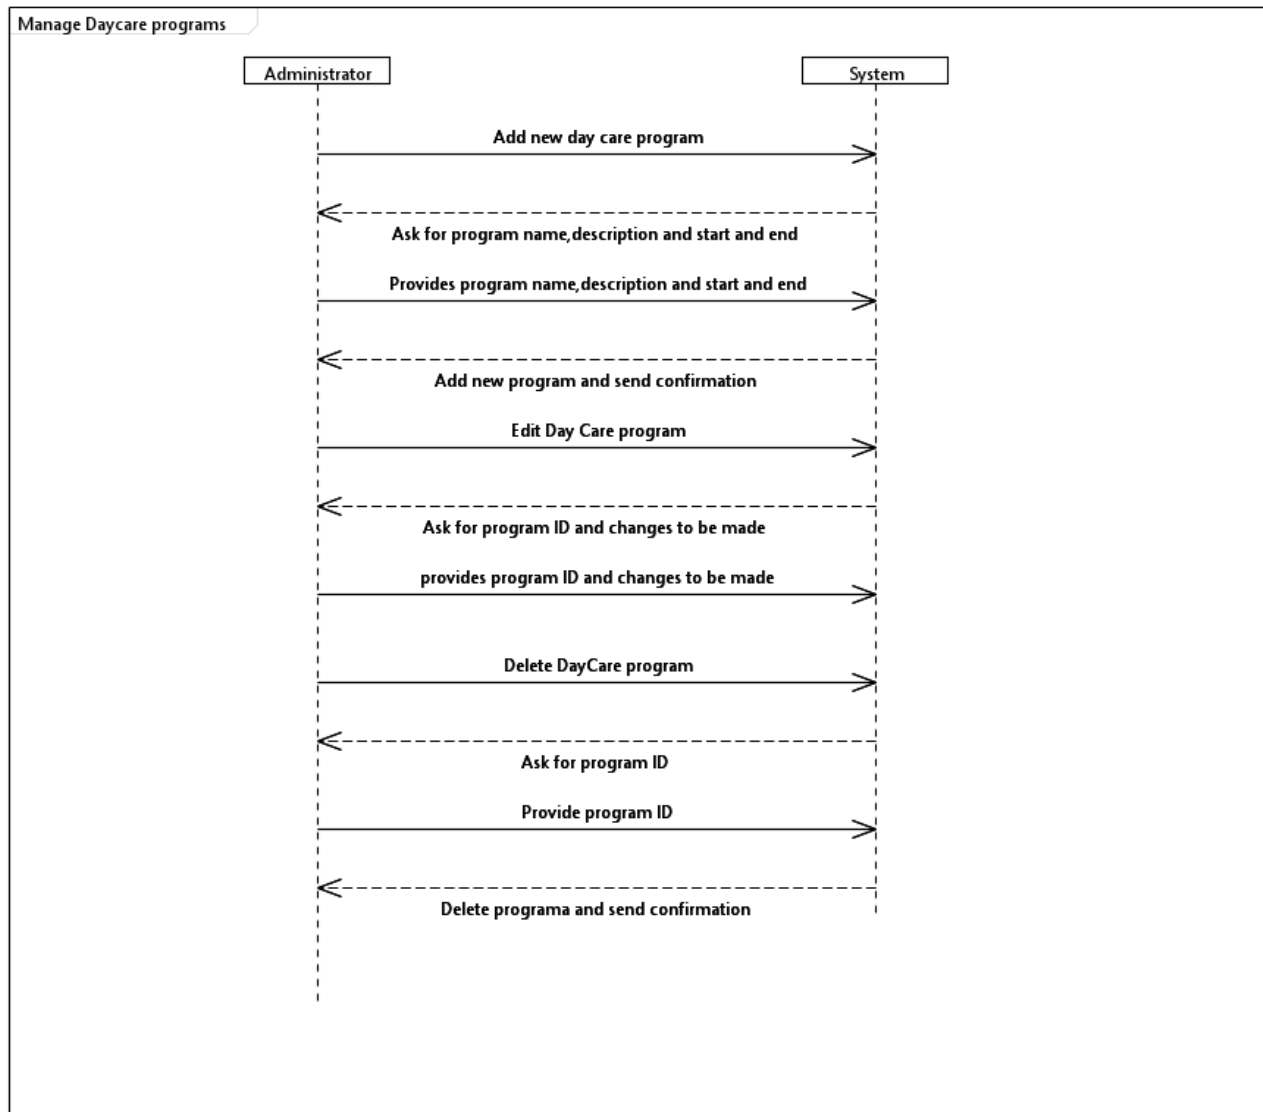 Manage Daycare programs
Administrator
System
Add new day care program
Ask for program name,description and start and end
Provides program name,description and start and end
Add new program and send confirmation
Edit Day Care program
Ask for program ID and changes to be made
provides program ID and changes to be made
Delete DayCare program
Ask for program ID
Provide program ID
Delete programa and send confirmation